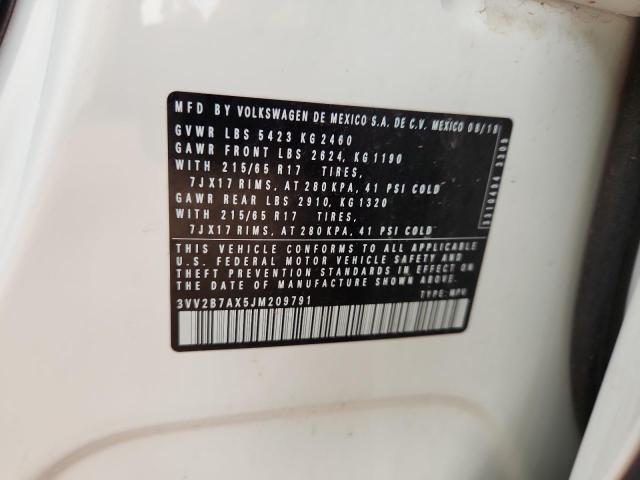 MFD BY VOLKSWAGEN DE MEXICO S.A. DE C.V. MEXICO 08/18
GVWR LBS 5423 KG 2460
GAWR FRONT LBS 2624, KG 1190
WITH 215/65 R17 TIRES,
7JX17 RIMS, AT 280 KPA, 41 PSI COLD
GAWR REAR LBS 2910, KG 1320
WITH 215/65 R17 TIRES,
7JX17 RIMS, AT 280 KPA, 41 PSI COLD
THIS VEHICLE CONFORMS TO ALL APPLICABLE
U.S. FEDERAL MOTOR VEHICLE SAFETY AND
THEFT PREVENTION STANDARDS IN EFFECT ON
THE DATE OF MANUFACTURE SHOWN ABOVE.
3VV2B7AX5JM209791 TYPE: MPV